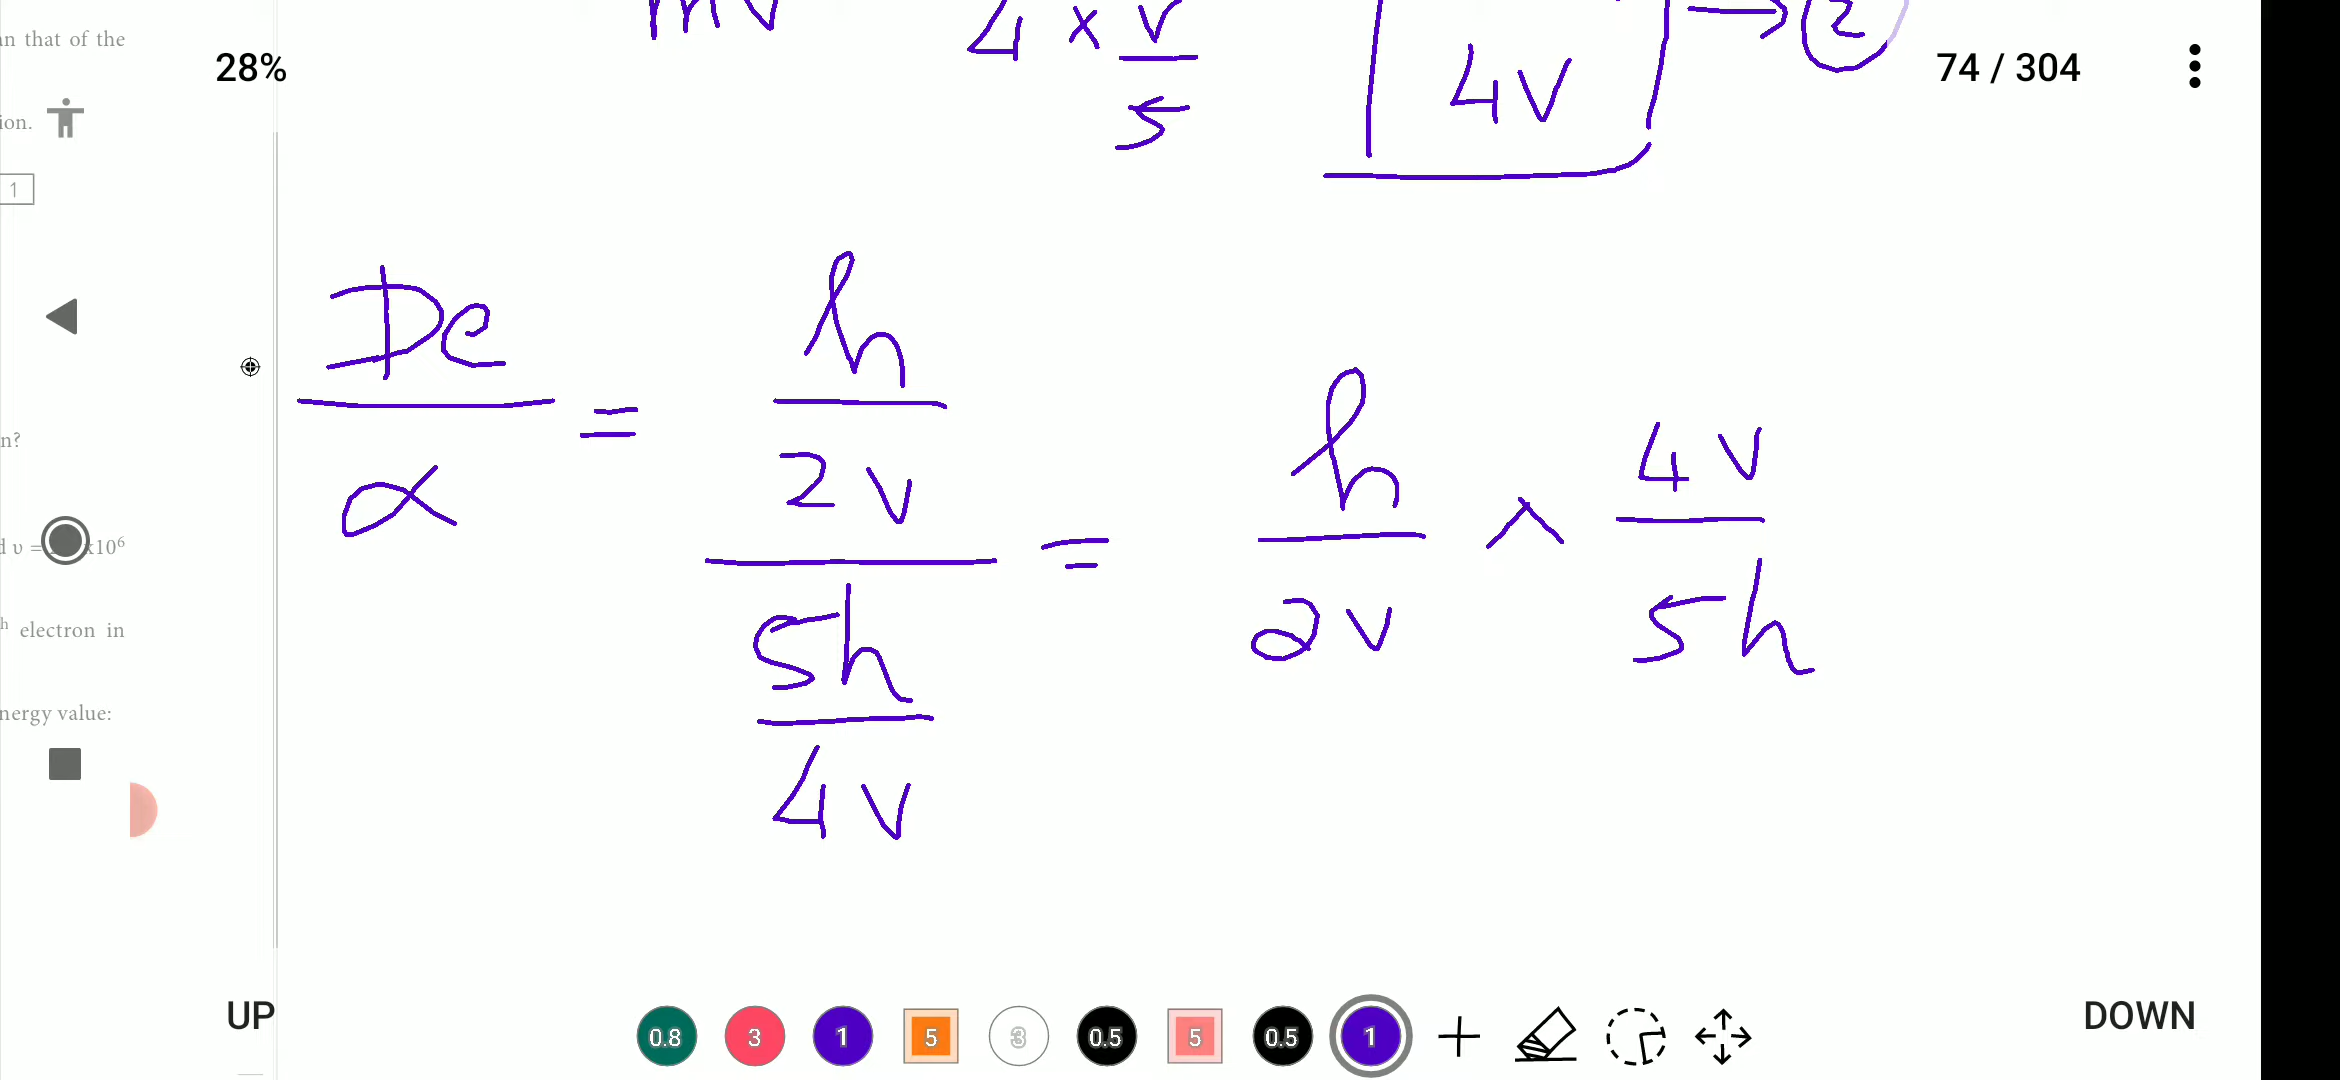 an that of the
28%
74 / 304
ion.
1
4 × v / 5
4V
→ 2
De / α = h / 2v / 5h / 4v = h / 2v × 4v / 5h
n?
x10⁶
h electron in
nergy value:
UP
DOWN
0.8 3 1 5 3 0.5 5 0.5 1